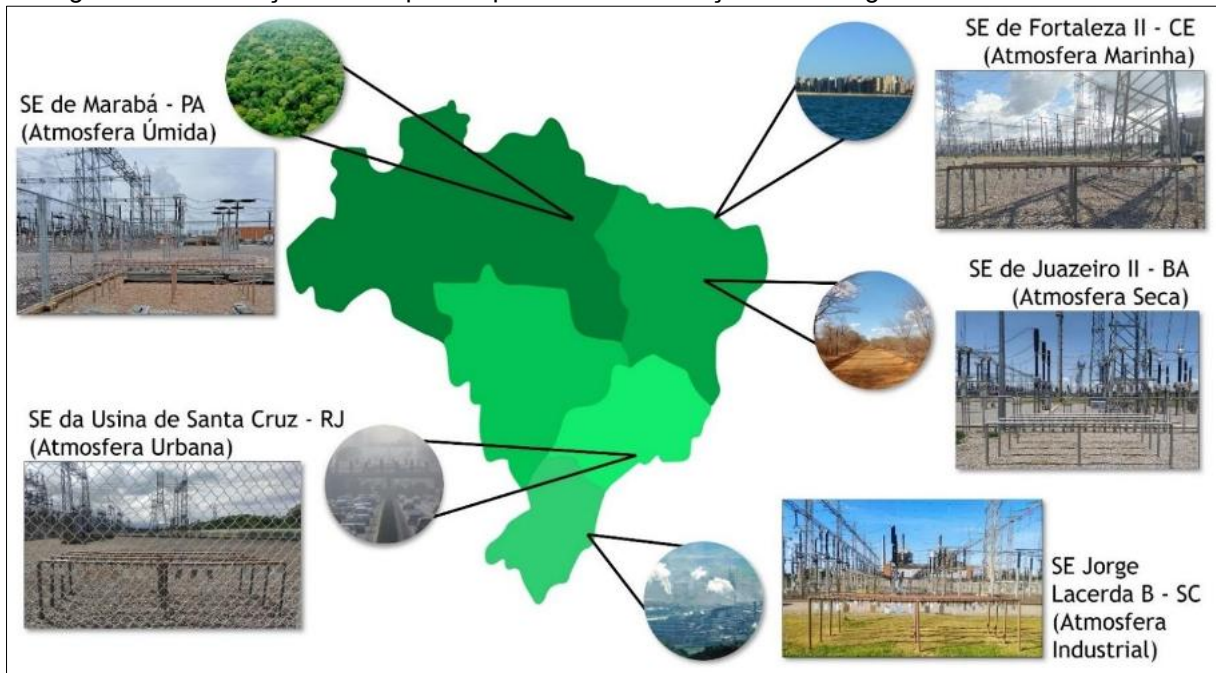 SE de Fortaleza II - CE
(Atmosfera Marinha)
SE de Marabá - PA
(Atmosfera Úmida)
SE de Juazeiro II - BA
(Atmosfera Seca)
SE da Usina de Santa Cruz - RJ
(Atmosfera Urbana)
SE Jorge
Lacerda B - SC
(Atmosfera
Industrial)